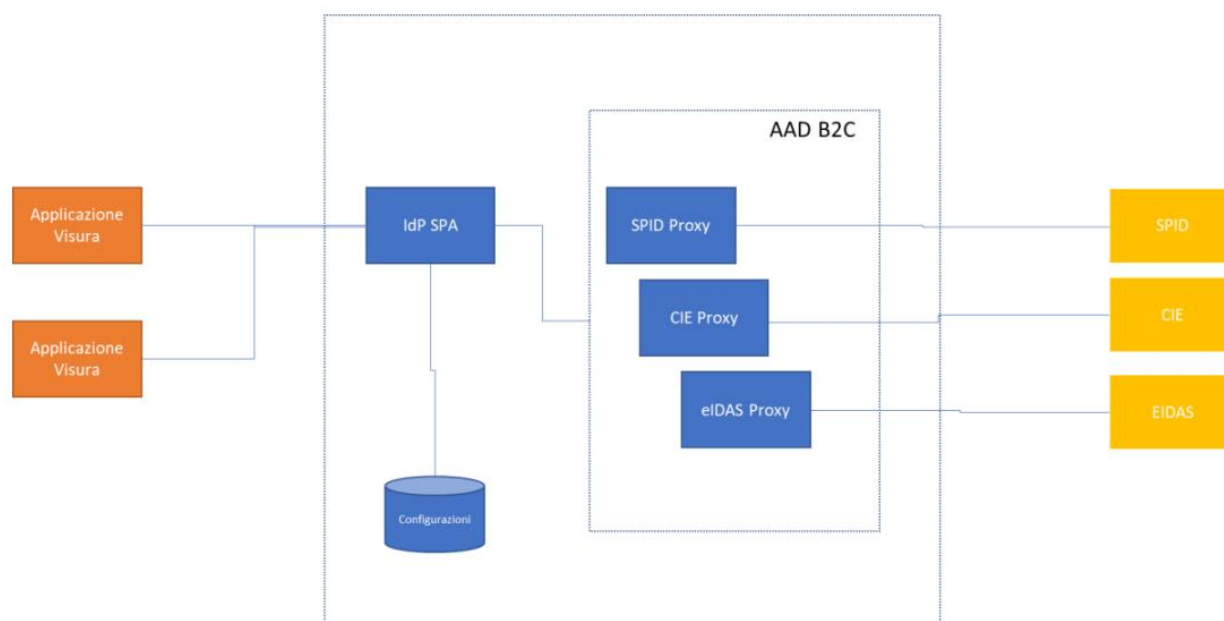 AAD B2C
Applicazione
Visura
IdP SPA
SPID Proxy
SPID
CIE Proxy
CIE
Applicazione
Visura
eIDAS Proxy
EIDAS
Configurazioni